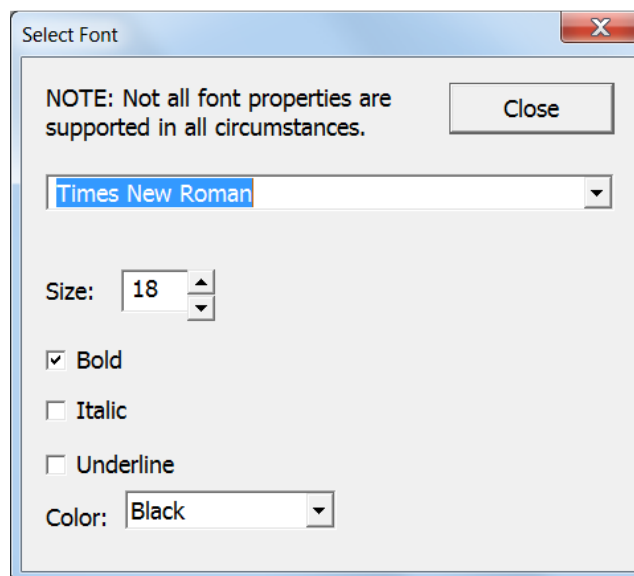 Select Font
X
NOTE: Not all font properties are
supported in all circumstances.
Close
Times New Roman
Size: 18
Bold
Italic
Underline
Color: Black